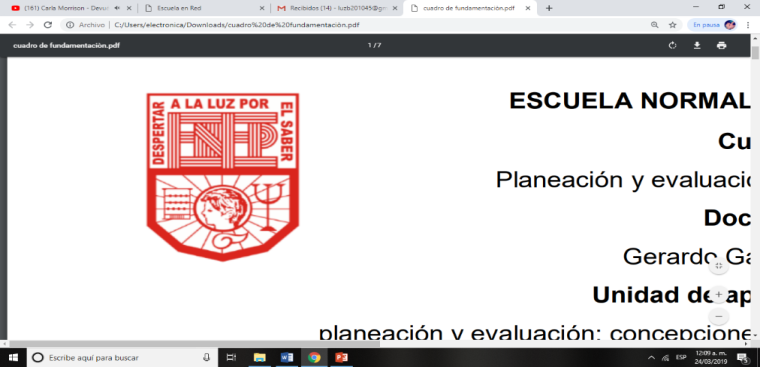 (161) Carla Morrison - Devue
Escuela en Red
Recibidos (14) - luzb201045@gm
cuadro de fundamentación.pdf
Archivo | C:/Users/electronica/Downloads/cuadro%20de%20fundamentación.pdf
En pausa
cuadro de fundamentación.pdf
1 / 7
DESPERTAR
A LA LUZ POR
EL SABER
ENP
ESCUELA NORMAL
Cu
Planeación y evaluació
Doc
Gerardo Ga
Unidad de ap
planeación y evaluación: concepcione
Escribe aquí para buscar
ESP
12:09 a. m.
24/03/2019